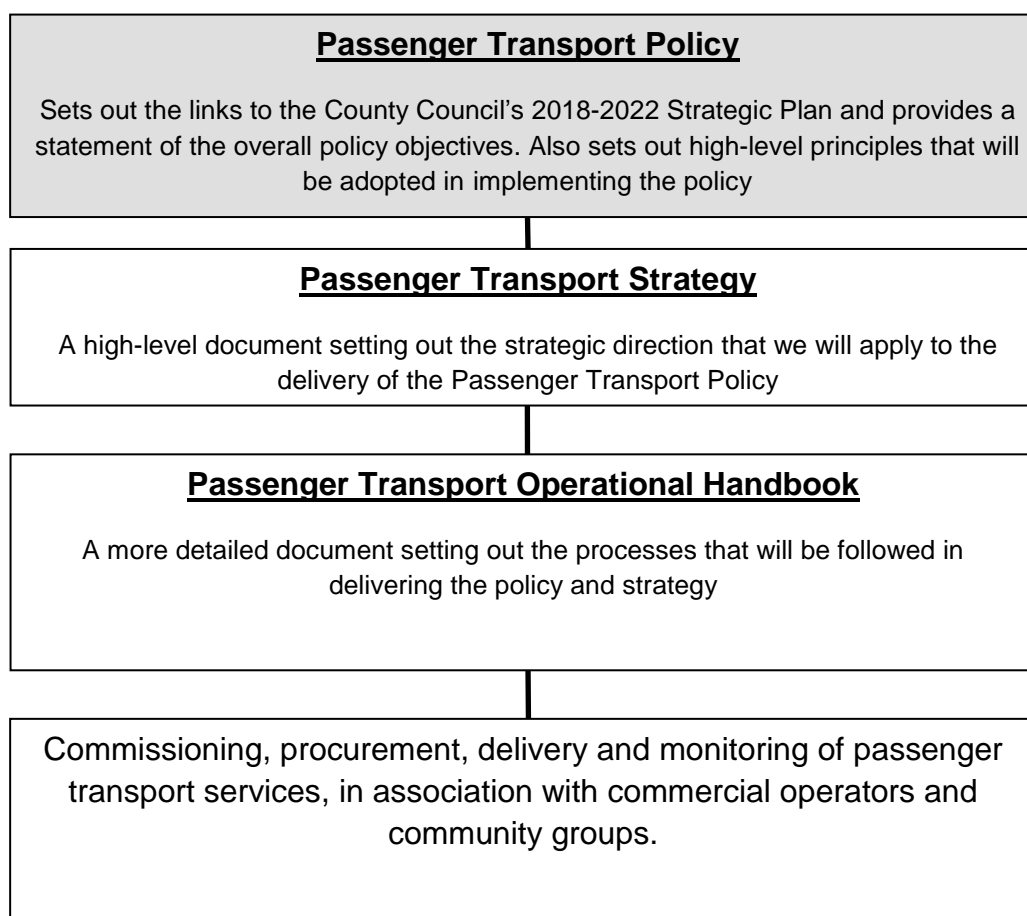 Passenger Transport Policy
Sets out the links to the County Council’s 2018-2022 Strategic Plan and provides a
statement of the overall policy objectives. Also sets out high-level principles that will
be adopted in implementing the policy
Passenger Transport Strategy
A high-level document setting out the strategic direction that we will apply to the
delivery of the Passenger Transport Policy
Passenger Transport Operational Handbook
A more detailed document setting out the processes that will be followed in
delivering the policy and strategy
Commissioning, procurement, delivery and monitoring of passenger
transport services, in association with commercial operators and
community groups.